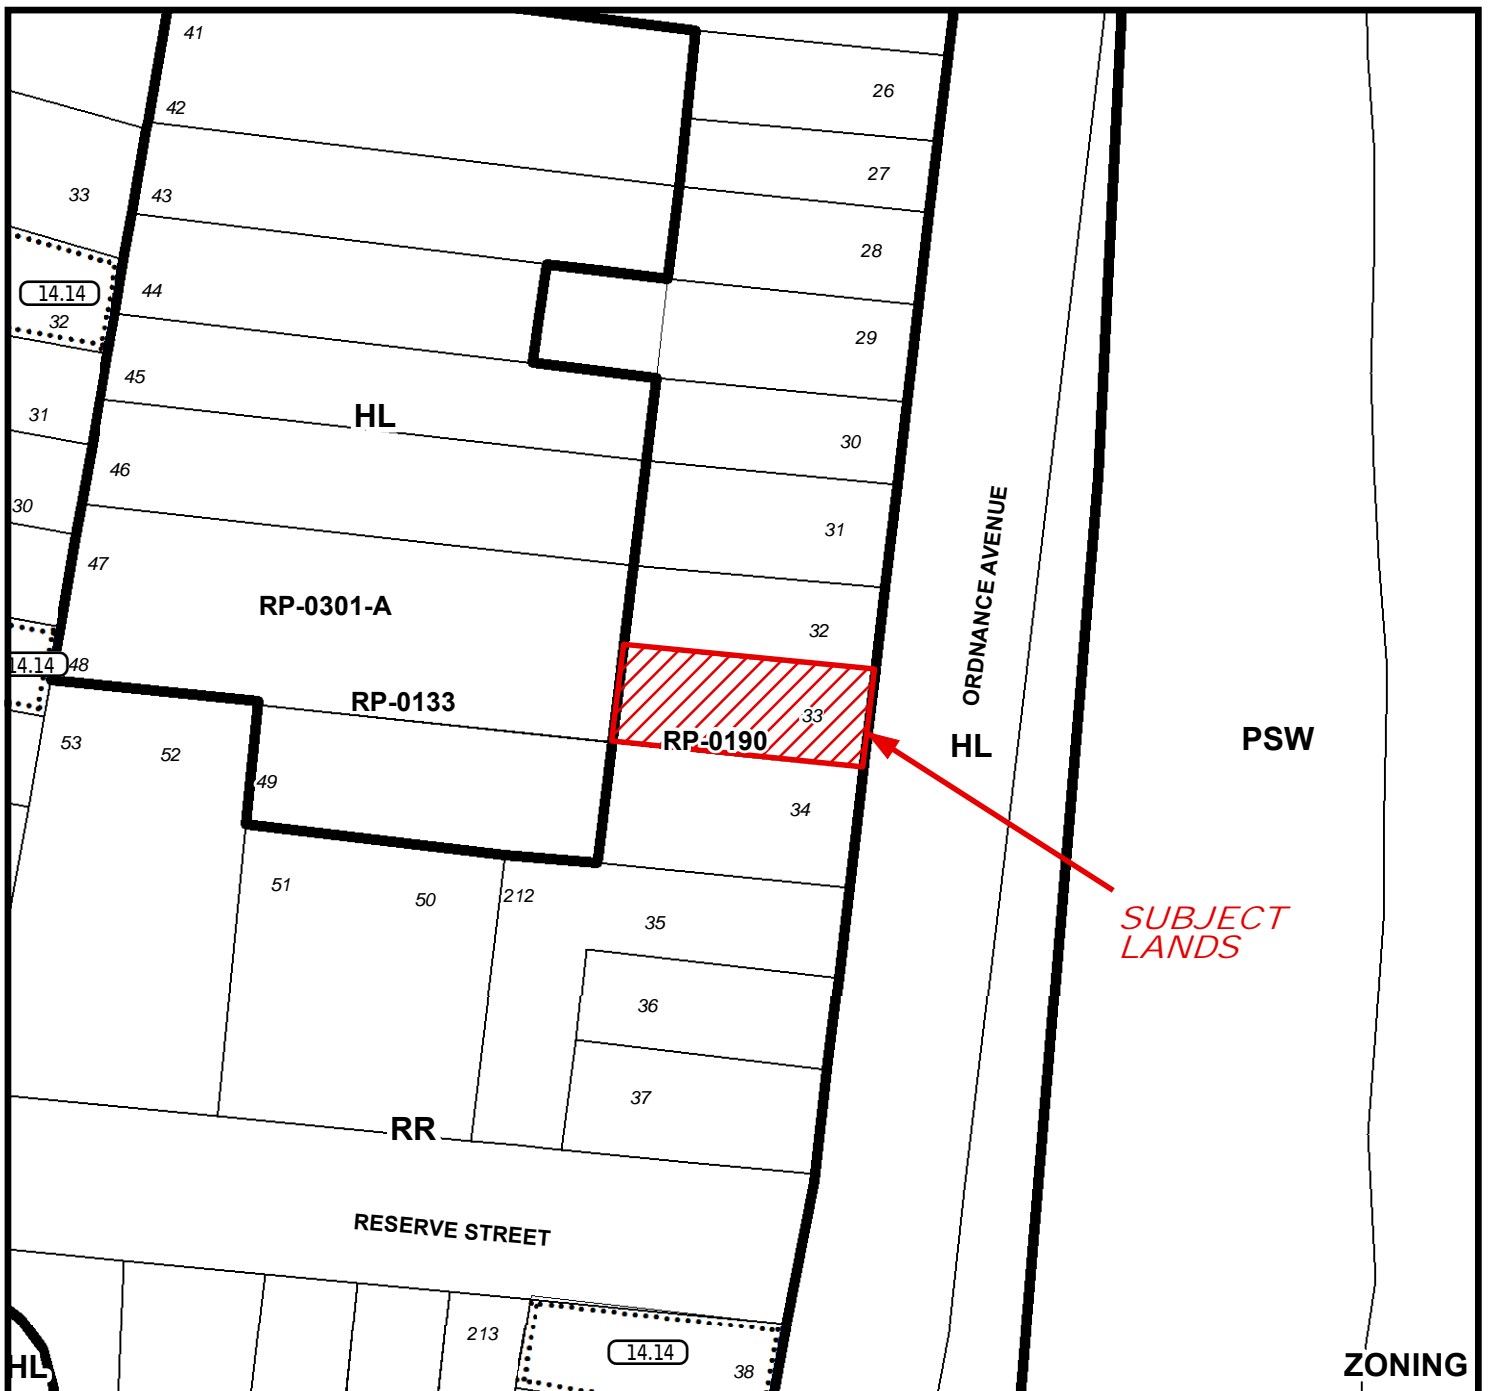 41
26
42
27
33
43
28
14.14
44
32
29
45
31
HL
30
46
30
31
47
ORDNANCE AVENUE
RP-0301-A
32
14.14
48
RP-0133
33
53
52
RP-0190
HL
PSW
49
34
51
50
212
SUBJECT
LANDS
35
36
37
RR
RESERVE STREET
213
14.14
38
HL
ZONING